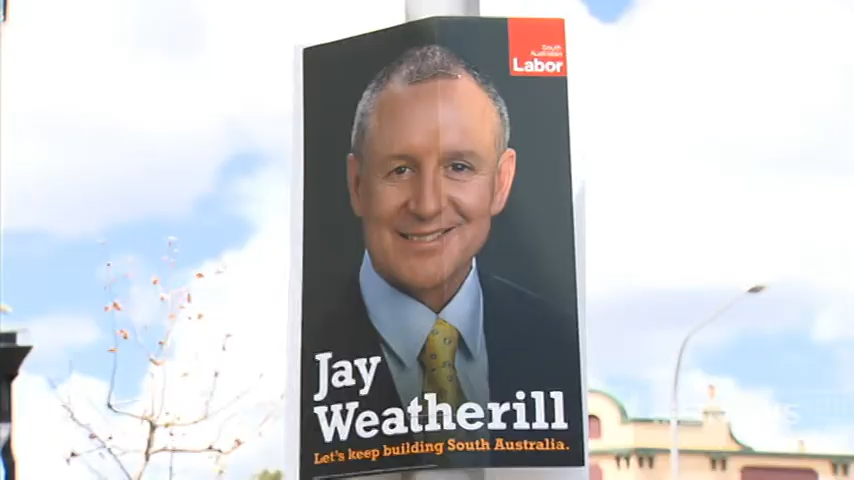 South
Australian
Labor
Jay
Weatherill
Let's keep building South Australia.